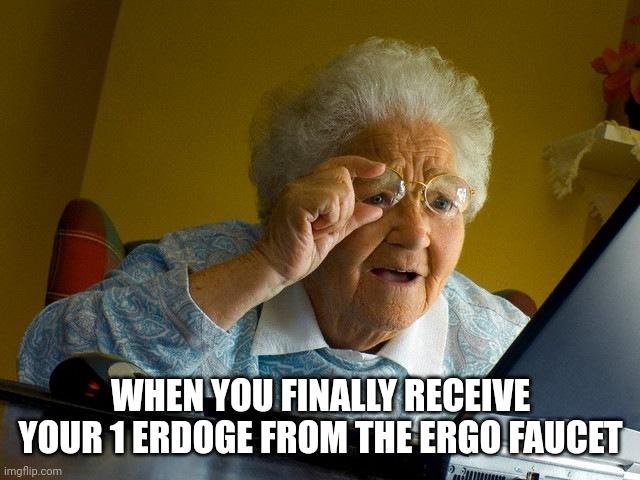 WHEN YOU FINALLY RECEIVE
YOUR 1 ERDOGE FROM THE ERGO FAUCET
imgflip.com